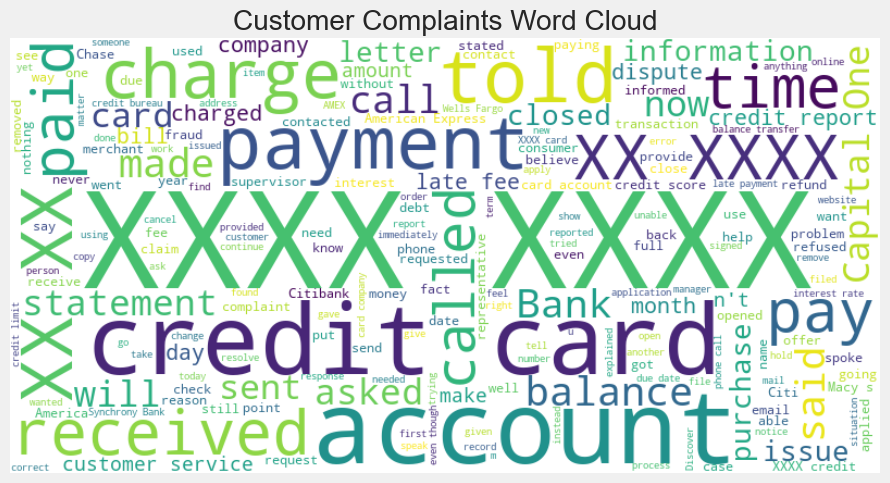 Customer Complaints Word Cloud
someone
Chase
company
letter
stated
contact
paying
information
see
yet
way
one
used
due
item
amount
without
charge
told
dispute
time
One
informed
anything
online
paid
card
charged
call
closed
now
credit report
removed
nothing
matter
credit bureau
address
AMEX
Wells Fargo
American Express
contacted
transaction
bill
fraud
done
issued
merchant
work
new
XXXX card
error
balance transfer
consumer
payment
XX XXXX
made
believe
provide
apply
close
never
went
year
find
supervisor
interest
late fee
card account
credit score
late payment
refund
Capital
XX
XXXX XXXX
say
using
cancel
fee
provided
customer
continue
claim
ask
need
know
order
debt
report
immediately
phone
requested
term
show
reported
tried
even
unable
back
full
use
help
signed
website
want
problem
refused
remove
copy
person
receive
filed
called
representative
statement
found
complaint
gave
Citibank
card company
money
fact
date
feel
right
application
manager
Bank
month
n't
opened
interest rate
offer
pay
credit limit
XX
credit card
go
take
change
day
resolve
put
send
give
u
tell
number
open
another
explained
got
phone call
purchase
name
hold
said
spoke
going
will
today
check
reason
response
sent
needed
asked
trying
make
well
balance
due date
file
mail
Citi
Macy s
wanted
America
Synchrony Bank
still
point
email
able
applied
situation
received
account
first
speak
even though
given
record
m
instead
notice
issue
correct
customer service
request
process
Discover
case
XXXX credit